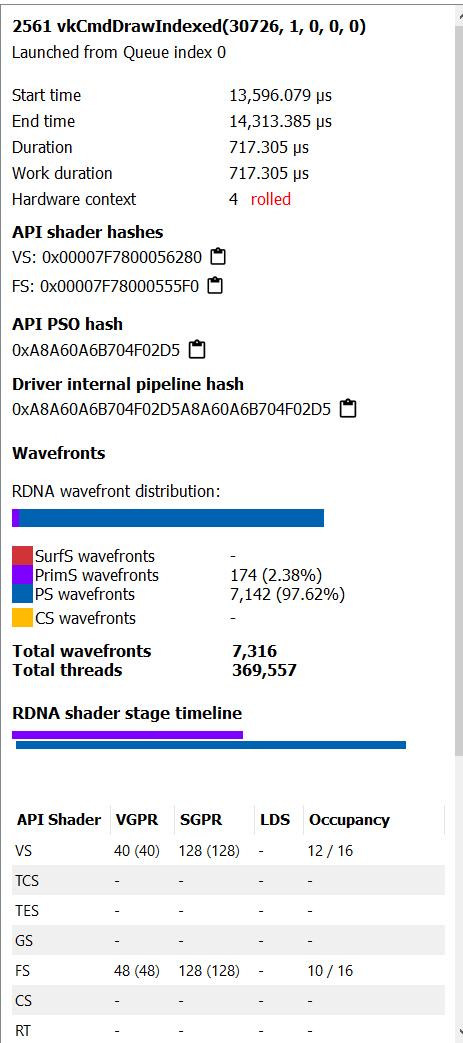 2561 vkCmdDrawIndexed(30726, 1, 0, 0, 0)
Launched from Queue index 0
Start time 13,596.079 µs
End time 14,313.385 µs
Duration 717.305 µs
Work duration 717.305 µs
Hardware context 4 rolled
API shader hashes
VS: 0x00007F7800056280
FS: 0x00007F78000555F0
API PSO hash
0xA8A60A6B704F02D5
Driver internal pipeline hash
0xA8A60A6B704F02D5A8A60A6B704F02D5
Wavefronts
RDNA wavefront distribution:
SurfS wavefronts -
PrimS wavefronts 174 (2.38%)
PS wavefronts 7,142 (97.62%)
CS wavefronts -
Total wavefronts 7,316
Total threads 369,557
RDNA shader stage timeline
API Shader VGPR SGPR LDS Occupancy
VS 40 (40) 128 (128) - 12 / 16
TCS - - - -
TES - - - -
GS - - - -
FS 48 (48) 128 (128) - 10 / 16
CS - - - -
RT - - - -